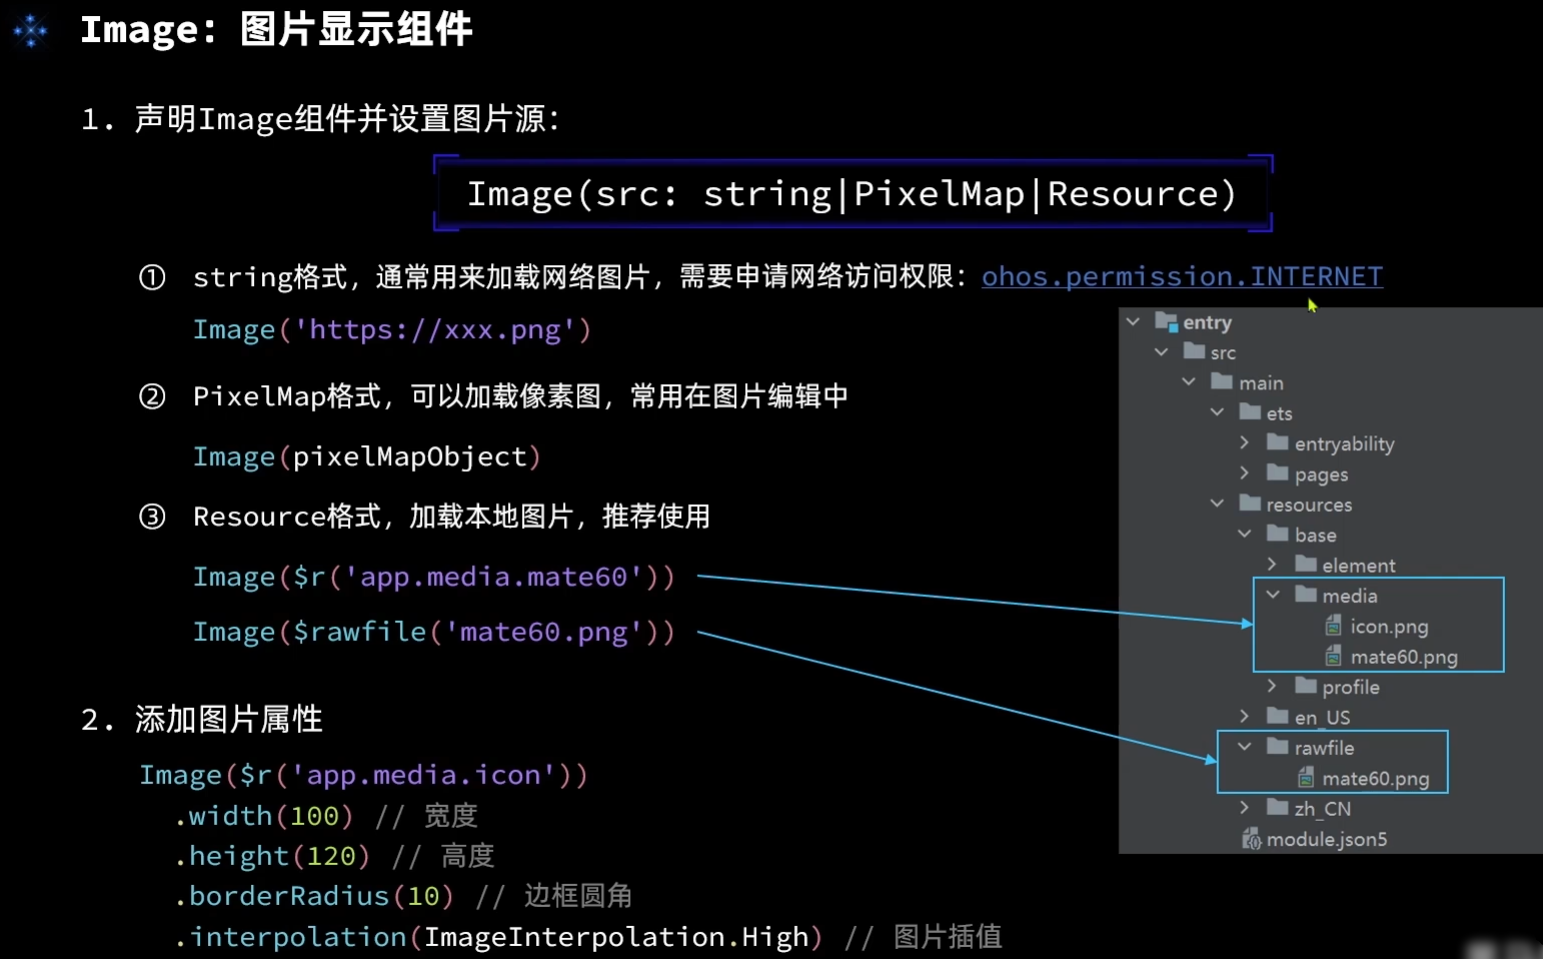 Image: 图片显示组件
1. 声明Image组件并设置图片源:
Image(src: string|PixelMap|Resource)
① string格式，通常用来加载网络图片，需要申请网络访问权限：ohos.permission.INTERNET
Image('https://xxx.png')
② PixelMap格式，可以加载像素图，常用在图片编辑中
Image(pixelMapObject)
③ Resource格式，加载本地图片，推荐使用
Image($r('app.media.mate60'))
Image($rawfile('mate60.png'))
2. 添加图片属性
Image($r('app.media.icon'))
.width(100) // 宽度
.height(120) // 高度
.borderRadius(10) // 边框圆角
.interpolation(ImageInterpolation.High) // 图片插值
entry
src
main
ets
entryability
pages
resources
base
element
media
icon.png
mate60.png
profile
en_US
rawfile
mate60.png
zh_CN
module.json5